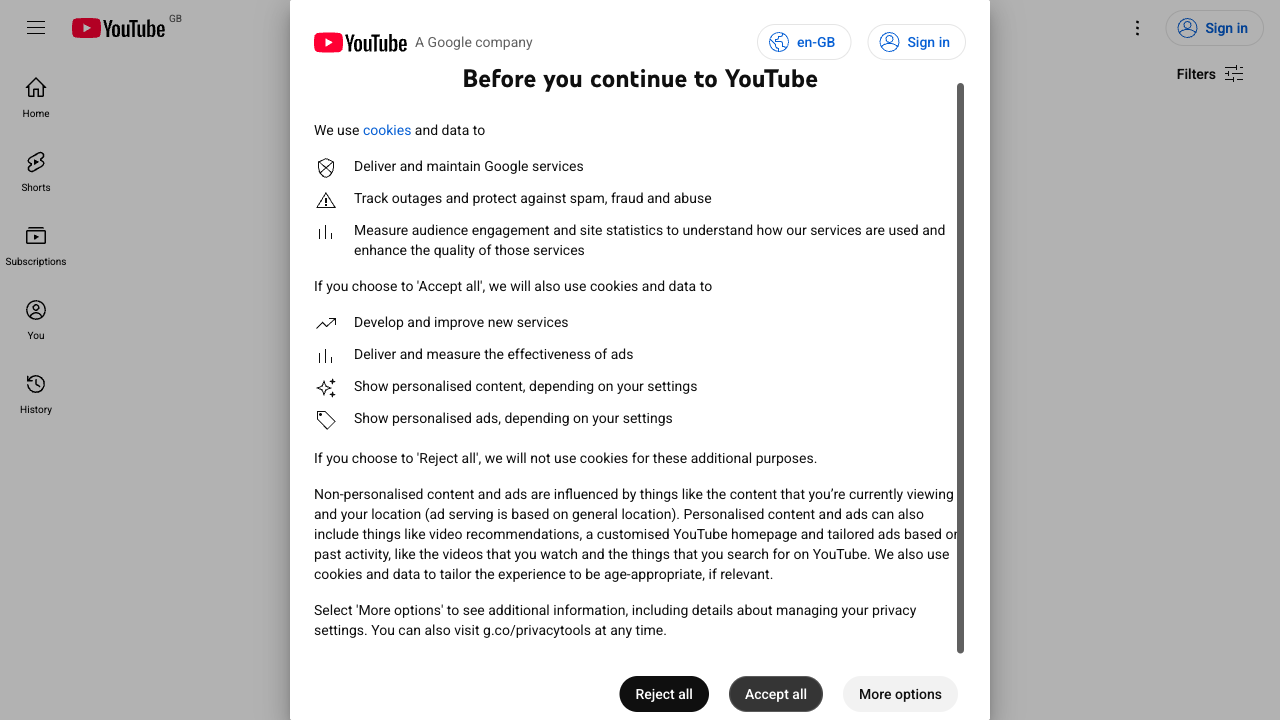 YouTube GB
Sign in
Filters
Home
Shorts
Subscriptions
You
History
YouTube A Google company
en-GB
Sign in
Before you continue to YouTube
We use cookies and data to
Deliver and maintain Google services
Track outages and protect against spam, fraud and abuse
Measure audience engagement and site statistics to understand how our services are used and
enhance the quality of those services
If you choose to 'Accept all', we will also use cookies and data to
Develop and improve new services
Deliver and measure the effectiveness of ads
Show personalised content, depending on your settings
Show personalised ads, depending on your settings
If you choose to 'Reject all', we will not use cookies for these additional purposes.
Non-personalised content and ads are influenced by things like the content that you’re currently viewing
and your location (ad serving is based on general location). Personalised content and ads can also
include things like video recommendations, a customised YouTube homepage and tailored ads based on
past activity, like the videos that you watch and the things that you search for on YouTube. We also use
cookies and data to tailor the experience to be age-appropriate, if relevant.
Select 'More options' to see additional information, including details about managing your privacy
settings. You can also visit g.co/privacytools at any time.
Reject all
Accept all
More options